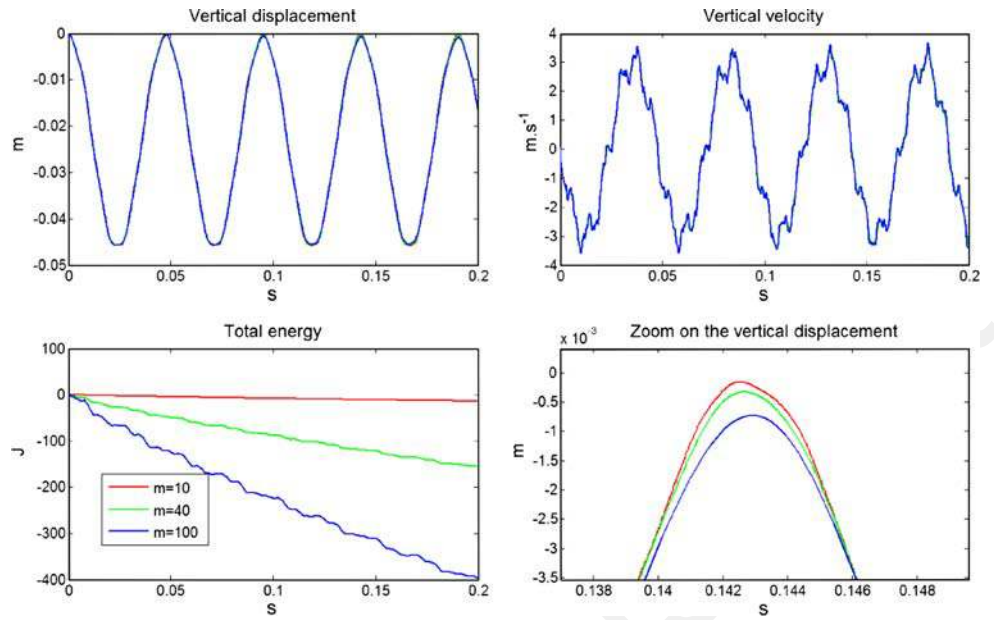 Vertical displacement
0
-0.01
-0.02
-0.03
-0.04
-0.05
m
0 0.05 0.1 0.15 0.2
s
Vertical velocity
4
3
2
1
0
-1
-2
-3
-4
m.s⁻¹
0 0.05 0.1 0.15 0.2
s
Total energy
100
0
-100
-200
-300
-400
J
m=10
m=40
m=100
0 0.05 0.1 0.15 0.2
s
Zoom on the vertical displacement
x 10⁻³
0
-0.5
-1
-1.5
-2
-2.5
-3
-3.5
m
0.138 0.14 0.142 0.144 0.146 0.148
s